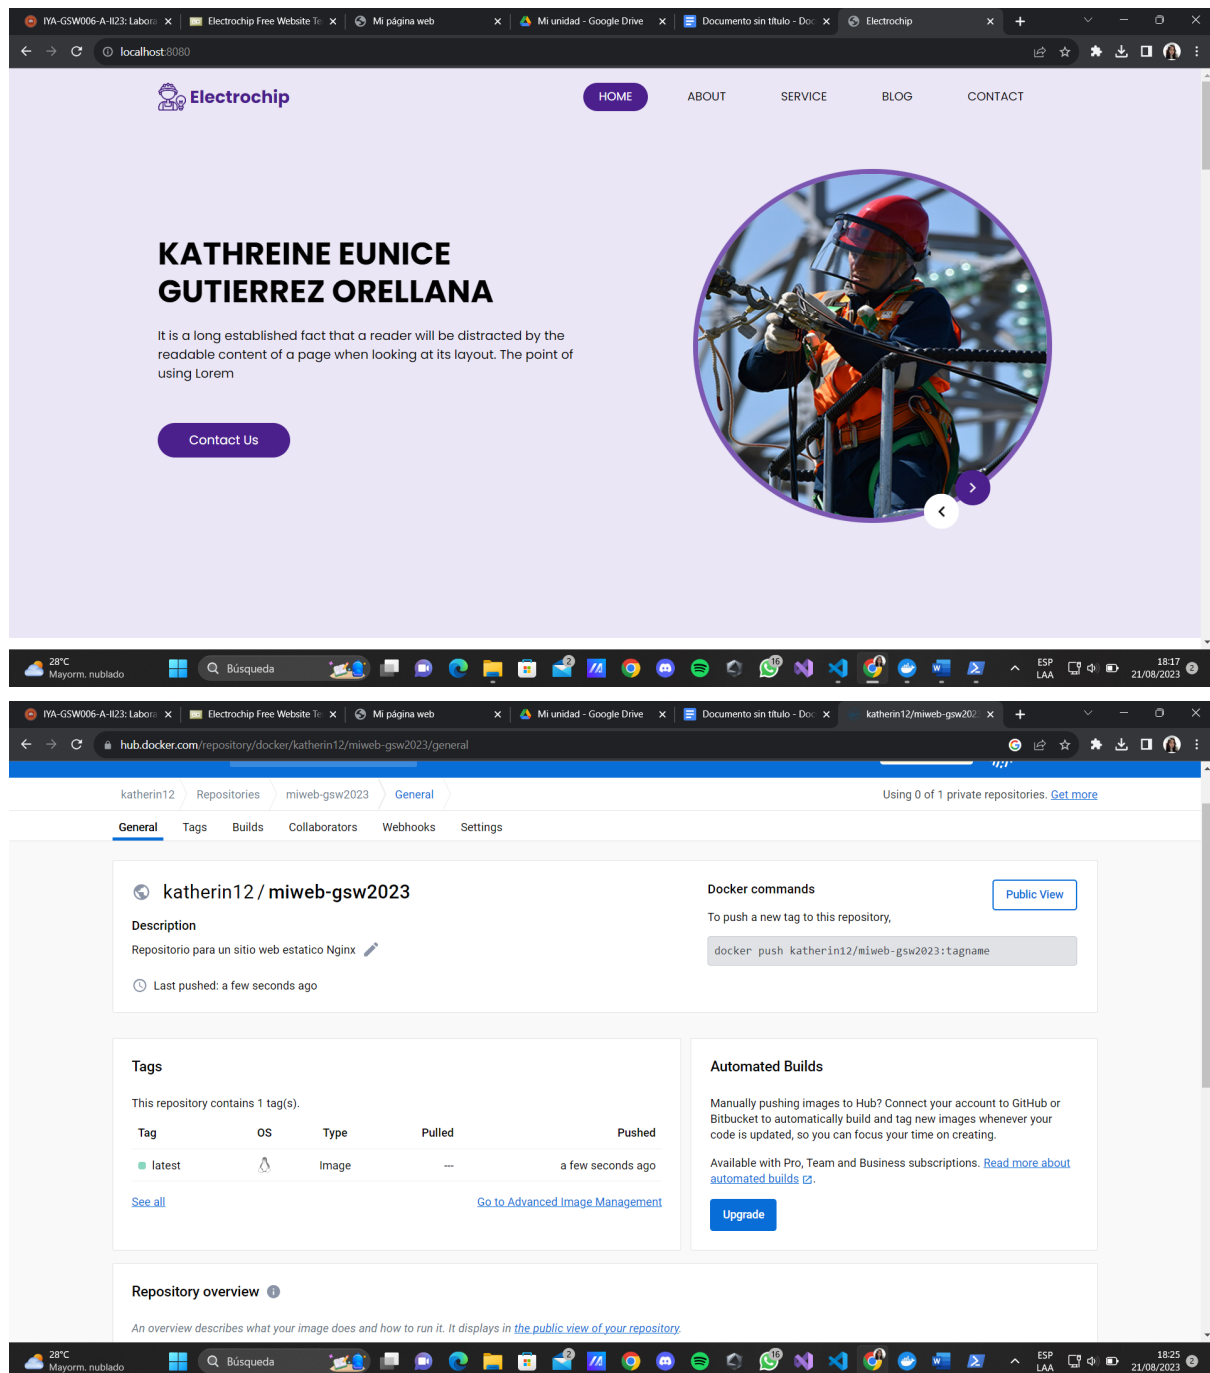 IYA-GSW006-A-II23: Labora
Electrochip Free Website Te
Mi página web
Mi unidad - Google Drive
Documento sin título - Doc
Electrochip
localhost:8080
Electrochip
HOME
ABOUT
SERVICE
BLOG
CONTACT
KATHREINE EUNICE
GUTIERREZ ORELLANA
It is a long established fact that a reader will be distracted by the
readable content of a page when looking at its layout. The point of
using Lorem
Contact Us
28°C
Mayorm. nublado
Búsqueda
2
16
ESP
LAA
18:17
21/08/2023
2
IYA-GSW006-A-II23: Labora
Electrochip Free Website Te
Mi página web
Mi unidad - Google Drive
Documento sin título - Doc
katherin12/miweb-gsw202
hub.docker.com/repository/docker/katherin12/miweb-gsw2023/general
katherin12
Repositories
miweb-gsw2023
General
Using 0 of 1 private repositories. Get more
General
Tags
Builds
Collaborators
Webhooks
Settings
katherin12 / miweb-gsw2023
Description
Repositorio para un sitio web estatico Nginx
Last pushed: a few seconds ago
Docker commands
Public View
To push a new tag to this repository,
docker push katherin12/miweb-gsw2023:tagname
Tags
This repository contains 1 tag(s).
Tag OS Type Pulled Pushed
latest Image --- a few seconds ago
See all
Go to Advanced Image Management
Automated Builds
Manually pushing images to Hub? Connect your account to GitHub or
Bitbucket to automatically build and tag new images whenever your
code is updated, so you can focus your time on creating.
Available with Pro, Team and Business subscriptions. Read more about
automated builds
Upgrade
Repository overview
An overview describes what your image does and how to run it. It displays in the public view of your repository.
28°C
Mayorm. nublado
Búsqueda
2
16
ESP
LAA
18:25
21/08/2023
2